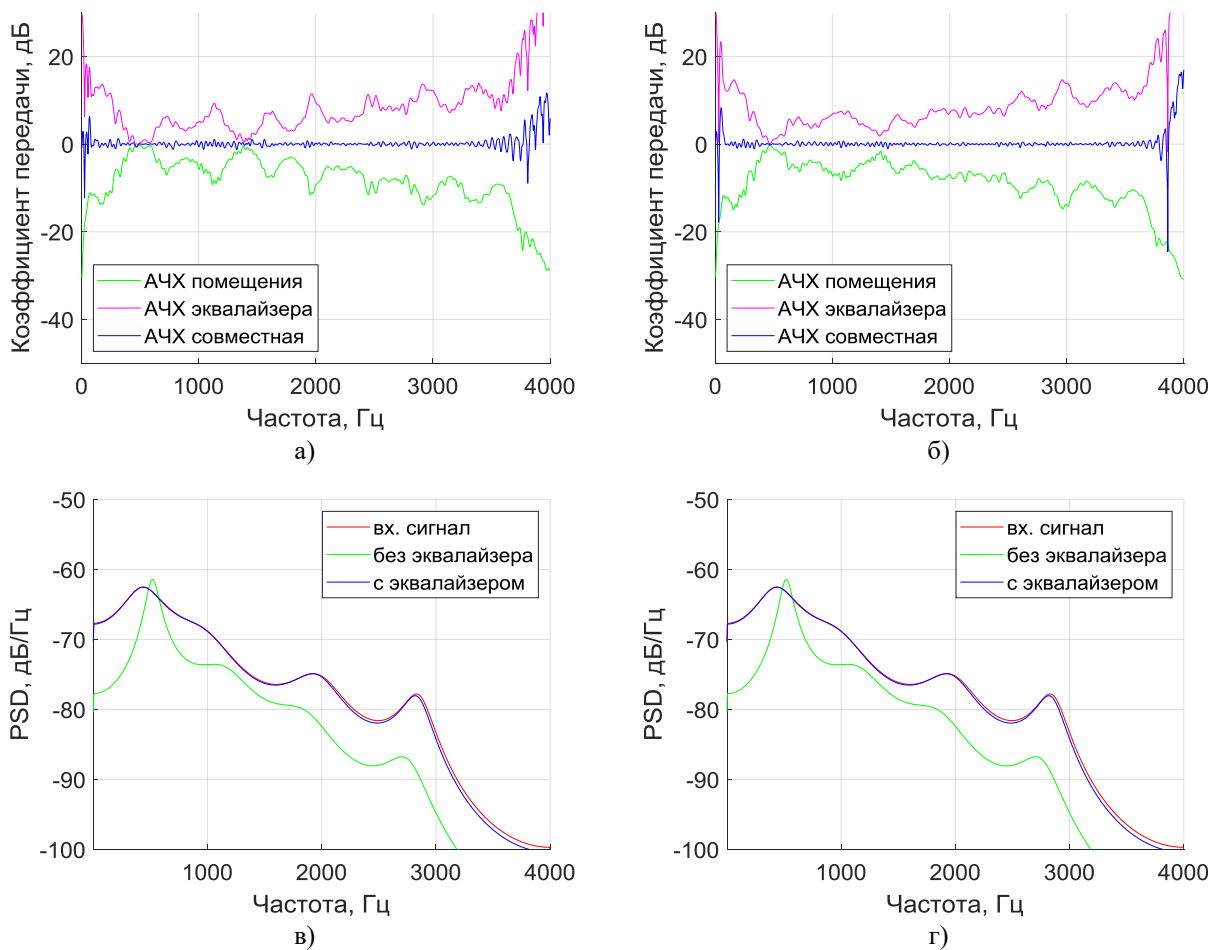 Коэффициент передачи, дБ
20
0
-20
-40
АЧХ помещения
АЧХ эквалайзера
АЧХ совместная
0
1000
2000
3000
4000
Частота, Гц
а)
Коэффициент передачи, дБ
20
0
-20
-40
АЧХ помещения
АЧХ эквалайзера
АЧХ совместная
0
1000
2000
3000
4000
Частота, Гц
б)
PSD, дБ/Гц
-50
-60
-70
-80
-90
-100
вх. сигнал
без эквалайзера
с эквалайзером
1000
2000
3000
4000
Частота, Гц
в)
PSD, дБ/Гц
-50
-60
-70
-80
-90
-100
вх. сигнал
без эквалайзера
с эквалайзером
1000
2000
3000
4000
Частота, Гц
г)